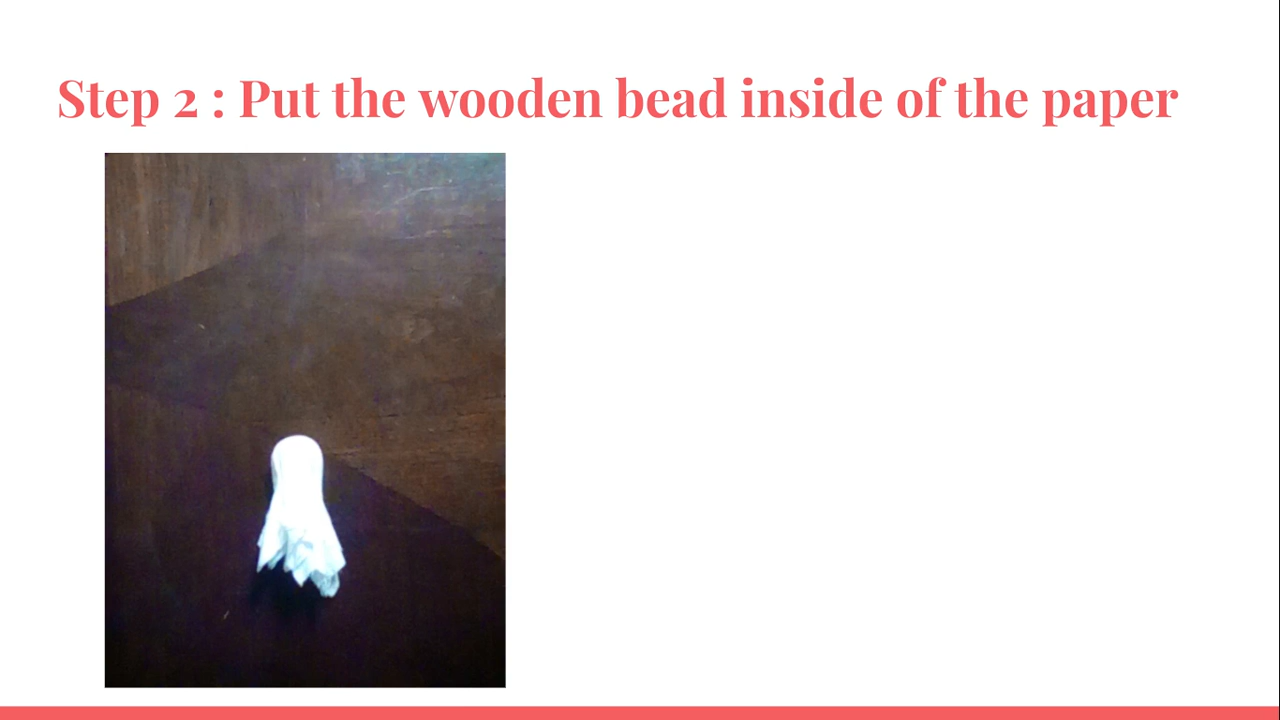 Step 2 : Put the wooden bead inside of the paper